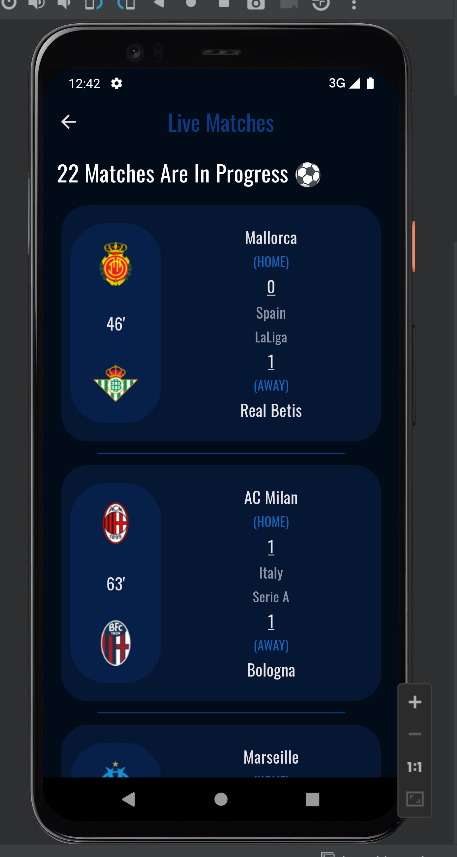 12:42
3G
Live Matches
22 Matches Are In Progress ⚽
Mallorca
(HOME)
0
46'
Spain
LaLiga
1
(AWAY)
Real Betis
AC Milan
(HOME)
1
63'
Italy
Serie A
1
(AWAY)
BFC
Bologna
Marseille
1:1